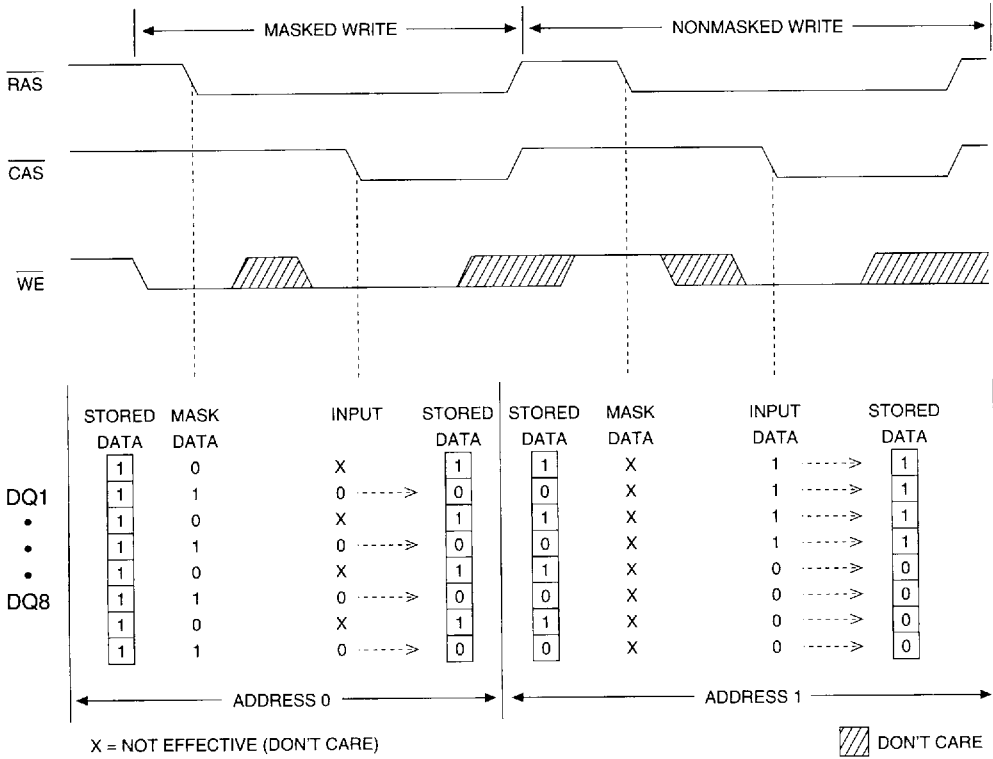 MASKED WRITE NONMASKED WRITE
RAS
CAS
WE
STORED MASK INPUT STORED STORED MASK INPUT STORED
DATA DATA DATA DATA DATA DATA DATA
1 0 X 1 1 X 1 1
DQ1 1 1 0 0 0 X 1 1
• 1 0 X 1 1 X 1 1
• 1 1 0 0 0 X 1 1
• 1 0 X 1 1 X 0 0
DQ8 1 1 0 0 0 X 0 0
1 0 X 1 1 X 0 0
1 1 0 0 0 X 0 0
ADDRESS 0 ADDRESS 1
X = NOT EFFECTIVE (DON'T CARE) DON'T CARE